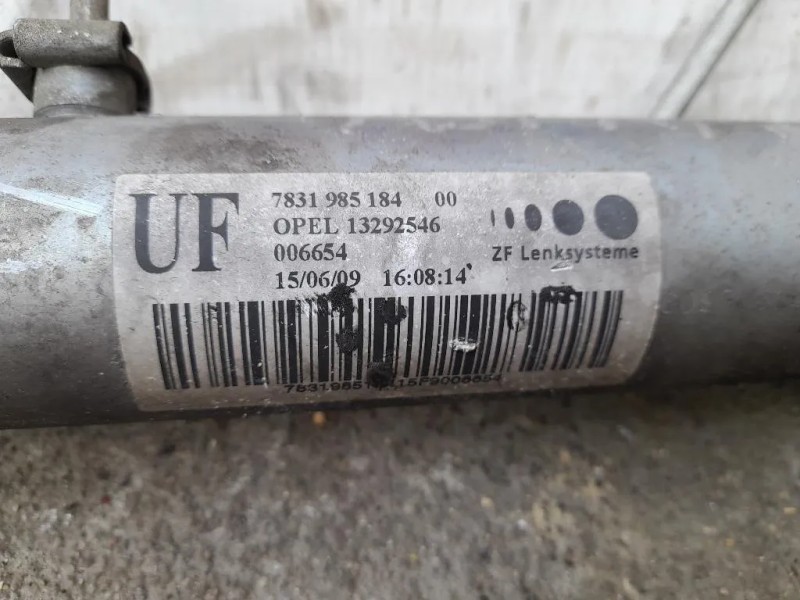 UF
7831 985 184 00
OPEL 13292546
006654
15/06/09 16:08:14
ZF Lenksysteme